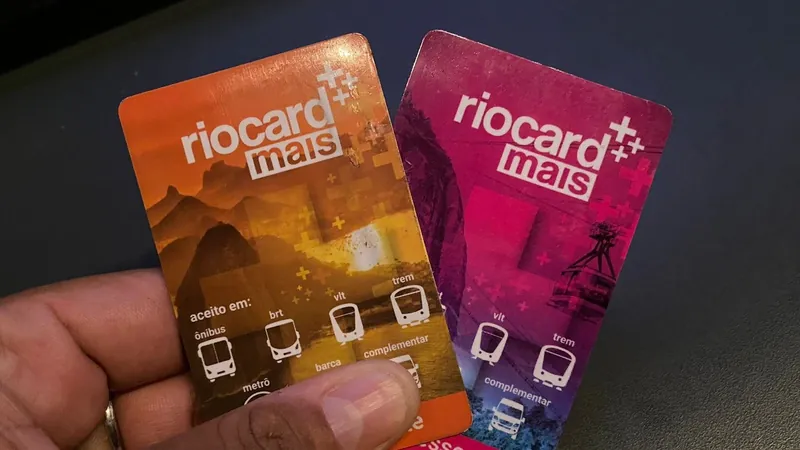 riocard
mais
aceito em:
ônibus
brt
vlt
trem
metrô
barca
complementar
riocard
mais
vlt
trem
complementar